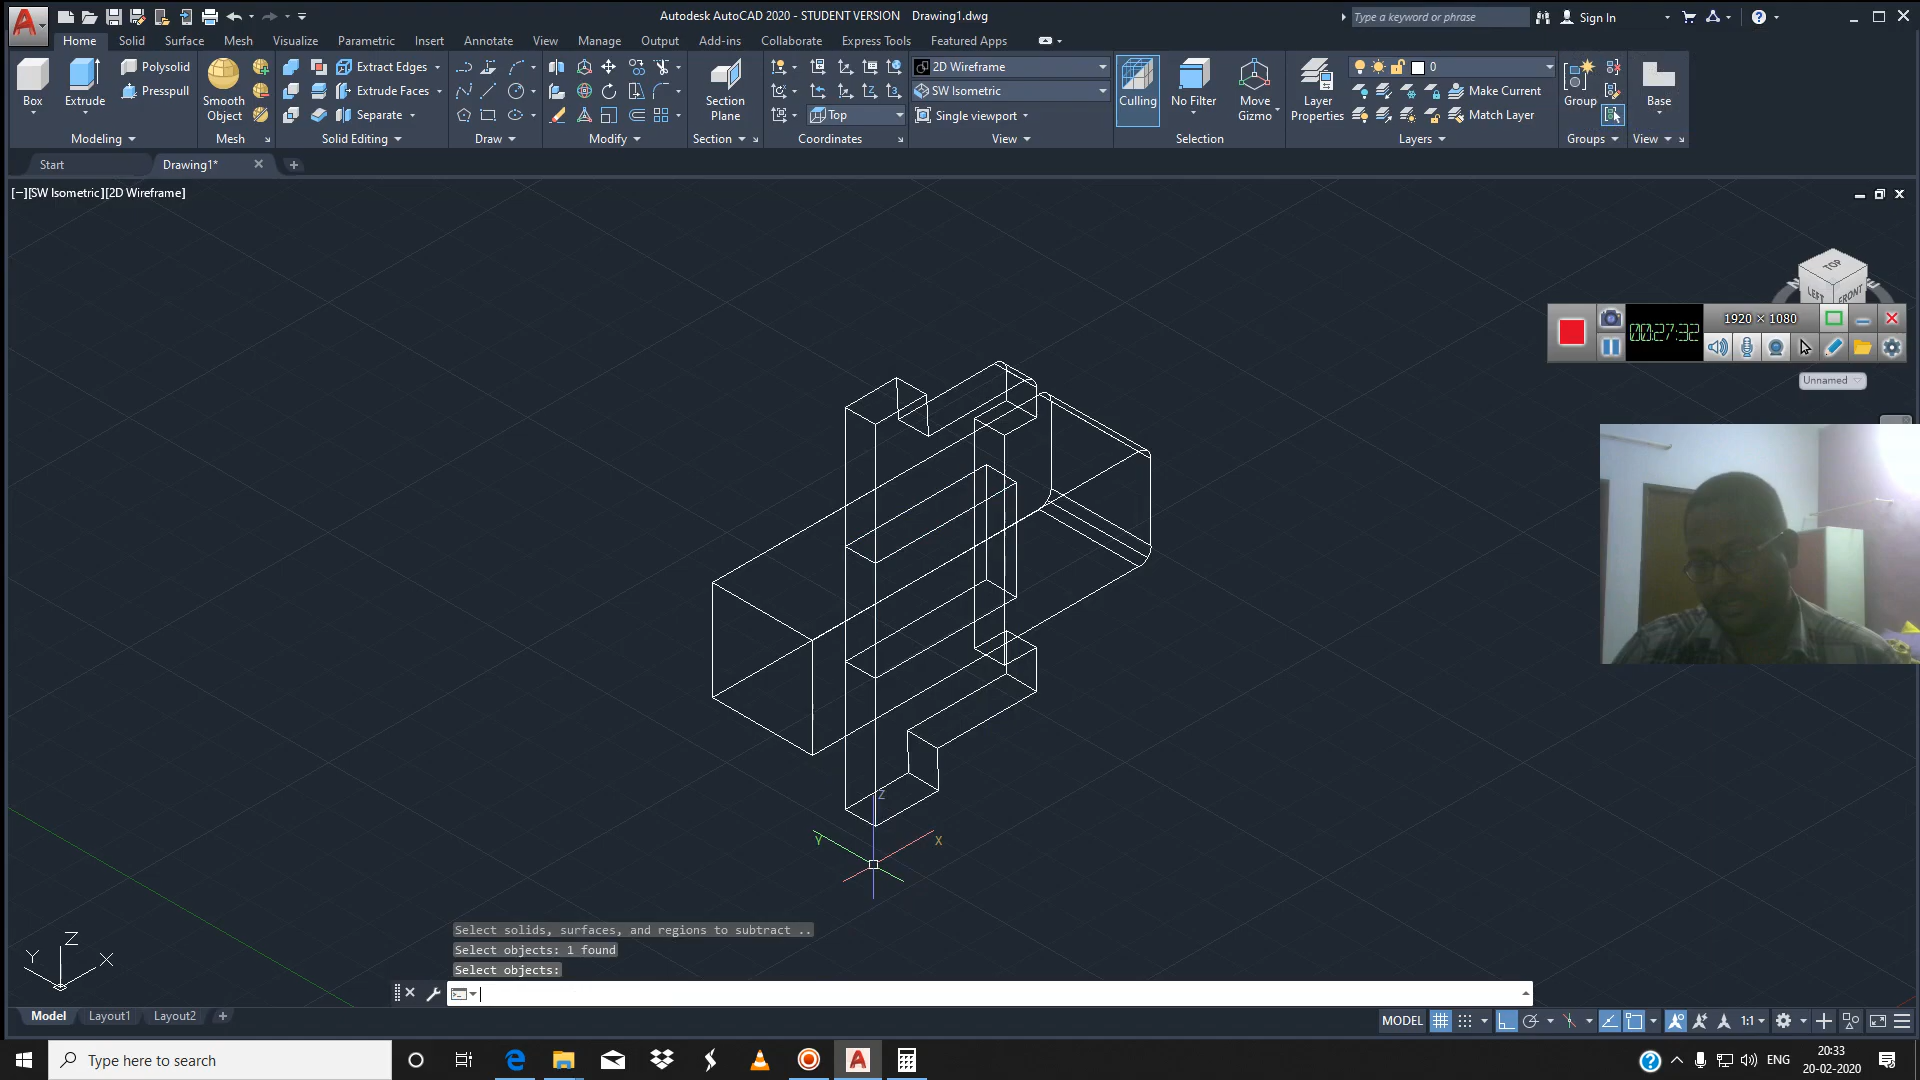 Autodesk AutoCAD 2020 - STUDENT VERSION Drawing1.dwg
Type a keyword or phrase
Sign In
Home Solid Surface Mesh Visualize Parametric Insert Annotate View Manage Output Add-ins Collaborate Express Tools Featured Apps
Box
Extrude
Polysolid
Presspull
Modeling
Smooth Object
Mesh
Extract Edges
Extrude Faces
Separate
Solid Editing
Draw
Modify
Section Plane
Section
Top
Coordinates
2D Wireframe
SW Isometric
Single viewport
View
Culling
No Filter
Move Gizmo
Selection
Layer Properties
0
Make Current
Match Layer
Layers
Group
Groups
Base
View
Start
Drawing1*
[−][SW Isometric][2D Wireframe]
TOP
LEFT
FRONT
00:27:32
1920 × 1080
Unnamed
Z
Y
X
Z
Y
X
Select solids, surfaces, and regions to subtract ..
Select objects: 1 found
Select objects:
Model Layout1 Layout2
MODEL
1:1
Type here to search
ENG
20:33
20-02-2020